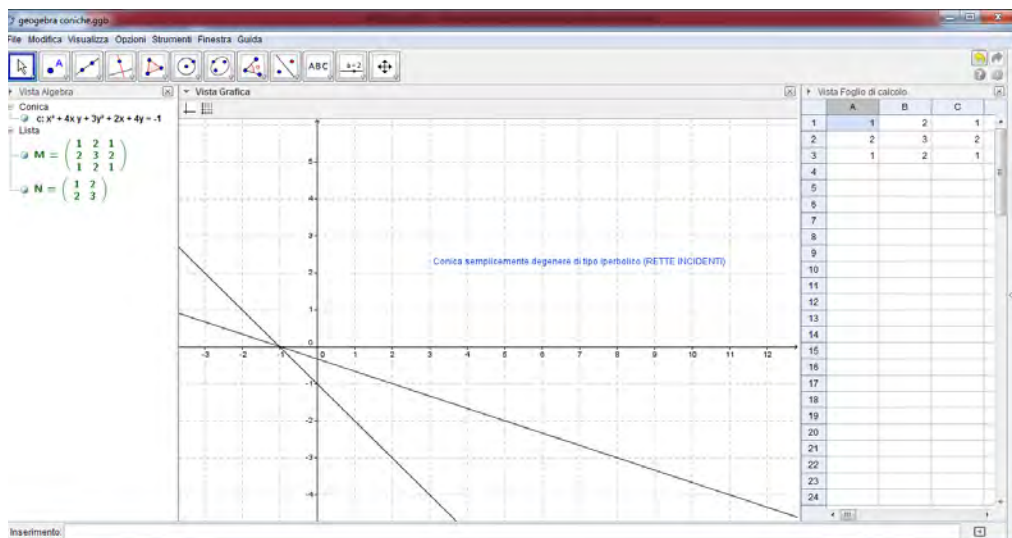 geogebra coniche.ggb
File Modifica Visualizza Opzioni Strumenti Finestra Guida
A
ABC
a=2
Vista Algebra
Vista Grafica
Vista Foglio di calcolo
Conica
c: x² + 4x y + 3y² + 2x + 4y = -1
Lista
M = ( 1 2 1
2 3 2
1 2 1 )
N = ( 1 2
2 3 )
5
4
3
2
1
0
-1
-2
-3
-4
-3 -2 -1 0 1 2 3 4 5 6 7 8 9 10 11 12
Conica semplicemente degenere di tipo iperbolico (RETTE INCIDENTI)
A B C
1 1 2 1
2 2 3 2
3 1 2 1
4
5
6
7
8
9
10
11
12
13
14
15
16
17
18
19
20
21
22
23
24
Inserimento: